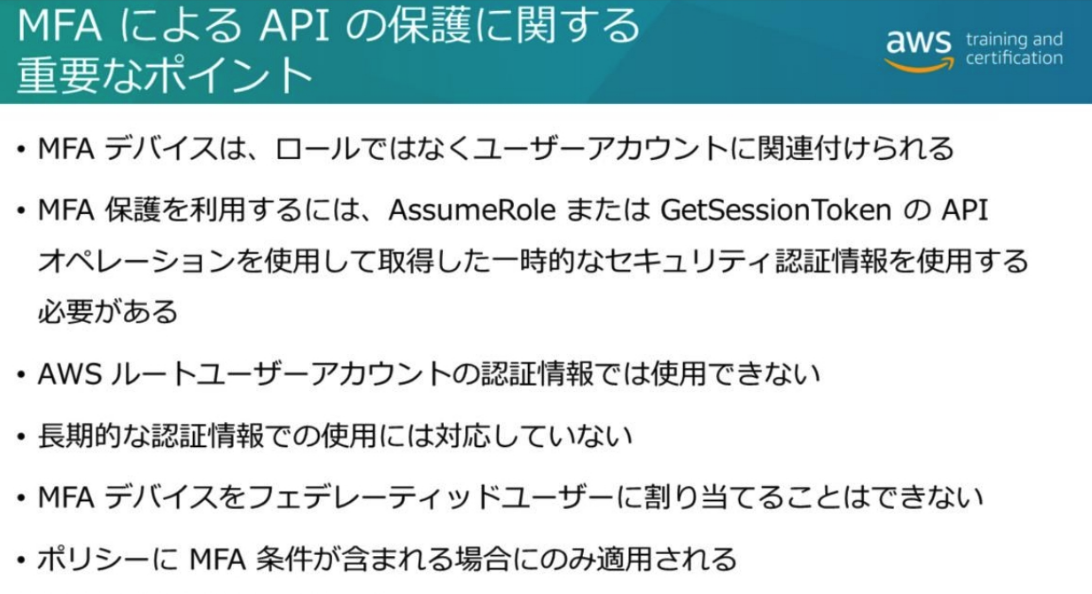 MFA による API の保護に関する
重要なポイント
aws training and
certification
• MFA デバイスは、ロールではなくユーザーアカウントに関連付けられる
• MFA 保護を利用するには、AssumeRole または GetSessionToken の API
オペレーションを使用して取得した一時的なセキュリティ認証情報を使用する
必要がある
• AWS ルートユーザーアカウントの認証情報では使用できない
• 長期的な認証情報での使用には対応していない
• MFA デバイスをフェデレーティッドユーザーに割り当てることはできない
• ポリシーに MFA 条件が含まれる場合にのみ適用される